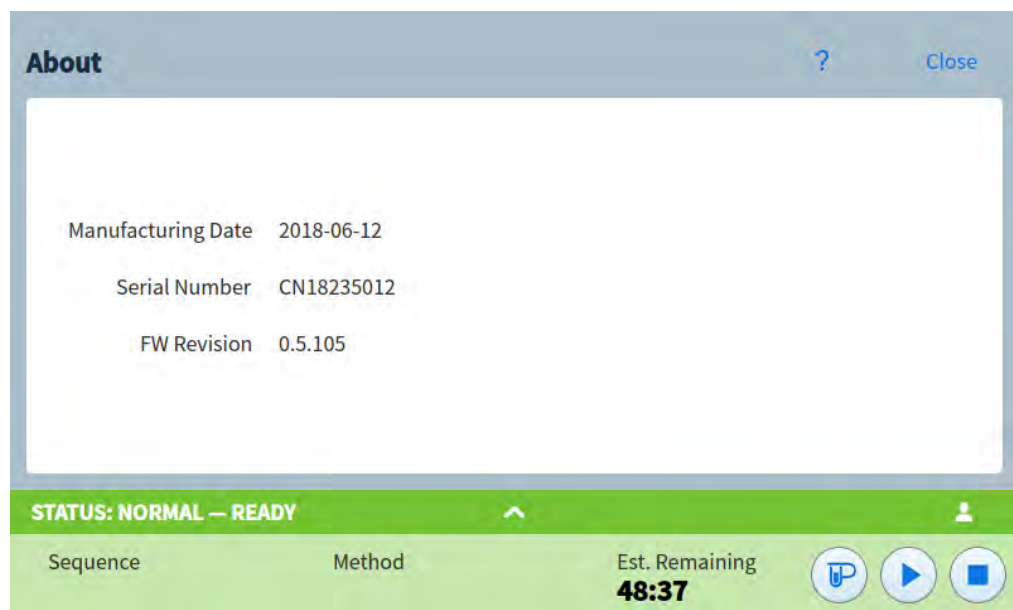 About ? Close
Manufacturing Date 2018-06-12
Serial Number CN18235012
FW Revision 0.5.105
STATUS: NORMAL — READY
Sequence Method Est. Remaining
48:37